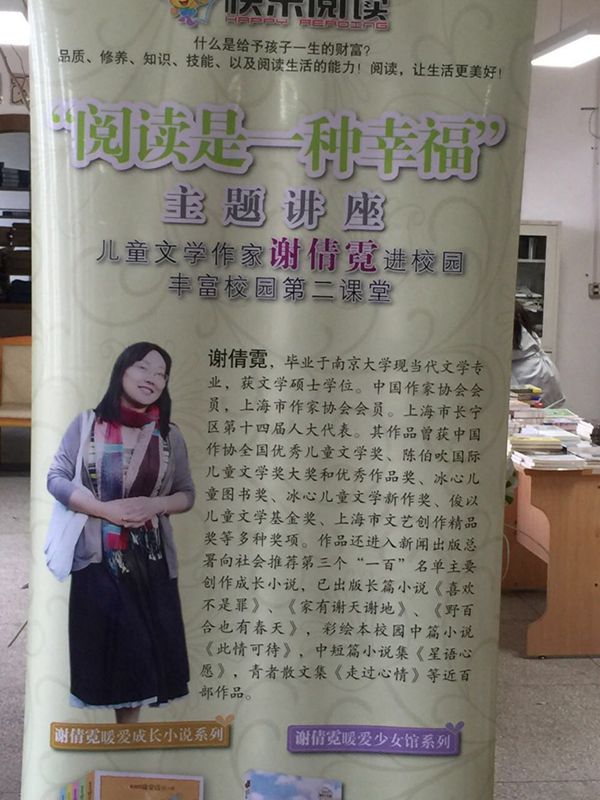 快乐阅读
HAPPY READING
什么是给予孩子一生的财富？
品质、修养、知识、技能、以及阅读生活的能力！阅读，让生活更美好！
“阅读是一种幸福”
主题讲座
儿童文学作家谢倩霓进校园
丰富校园第二课堂
谢倩霓，毕业于南京大学现当代文学专
业，获文学硕士学位。中国作家协会会
员，上海市作家协会会员。上海市长宁
区第十四届人大代表。其作品曾获中国
作协全国优秀儿童文学奖、陈伯吹国际
儿童文学奖大奖和优秀作品奖、冰心儿
童图书奖、冰心儿童文学新作奖、俊以
儿童文学基金奖、上海市文艺创作精品
奖等多种奖项。作品还进入新闻出版总
署向社会推荐第三个“一百”名单主要
创作成长小说，已出版长篇小说《喜欢
不是罪》、《家有谢天谢地》、《野百
合也有春天》，彩绘本校园中篇小说
《此情可待》，中短篇小说集《星语心
愿》，青者散文集《走过心情》等近百
部作品。
谢倩霓暖爱成长小说系列
谢倩霓暖爱少女馆系列